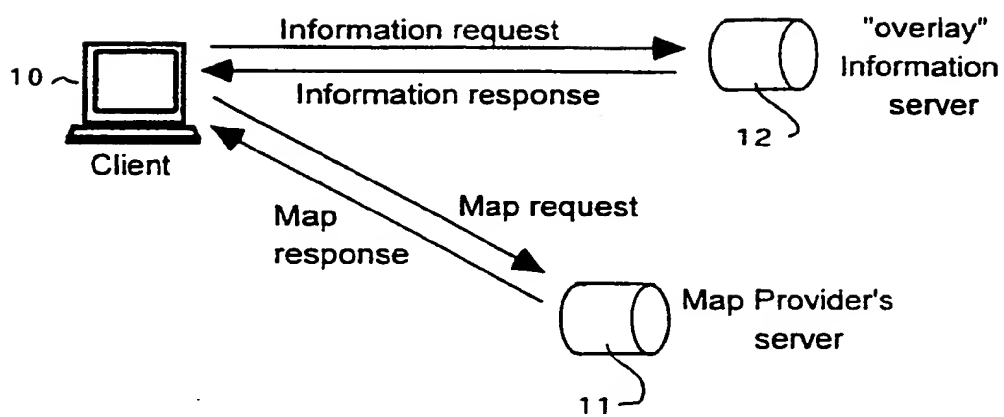 Information request
Information response
"overlay"
Information
server
10
Client
12
Map
response
Map request
Map Provider's
server
11